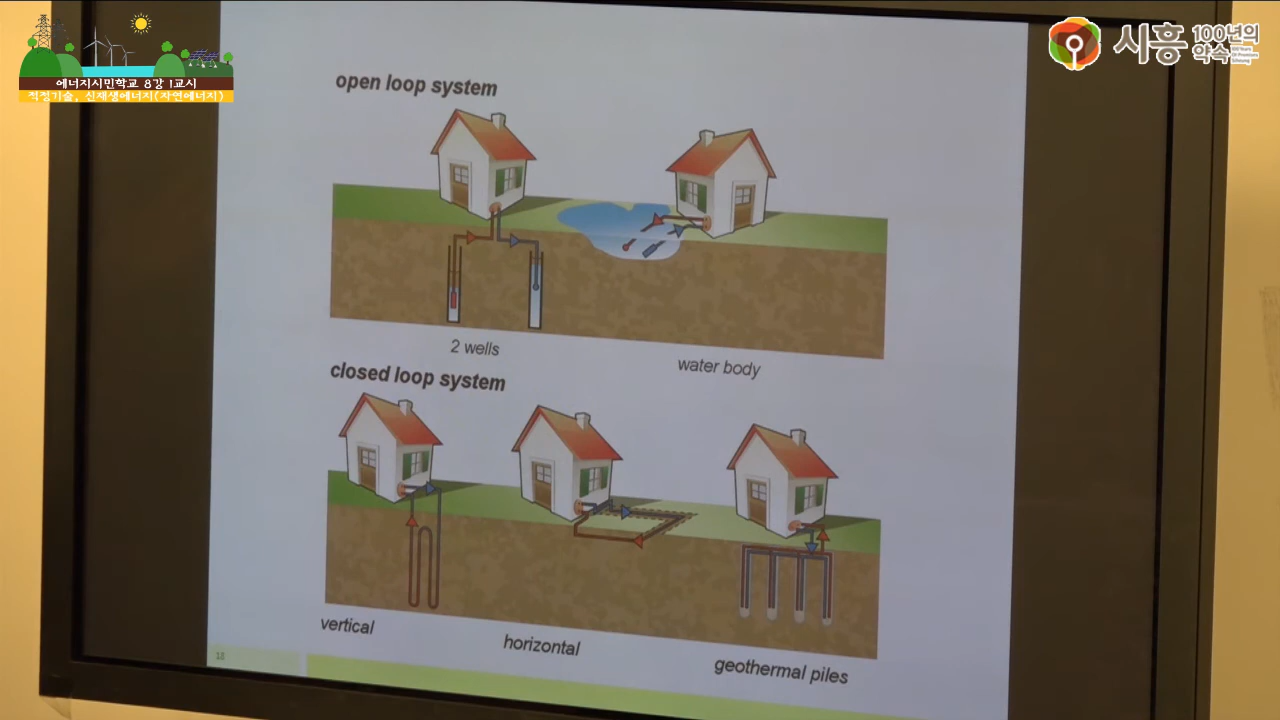 에너지시민학교 8강 1교시
적정기술, 신재생에너지(자연에너지)
시흥 100년의 약속
open loop system
2 wells
water body
closed loop system
vertical
horizontal
geothermal piles
18